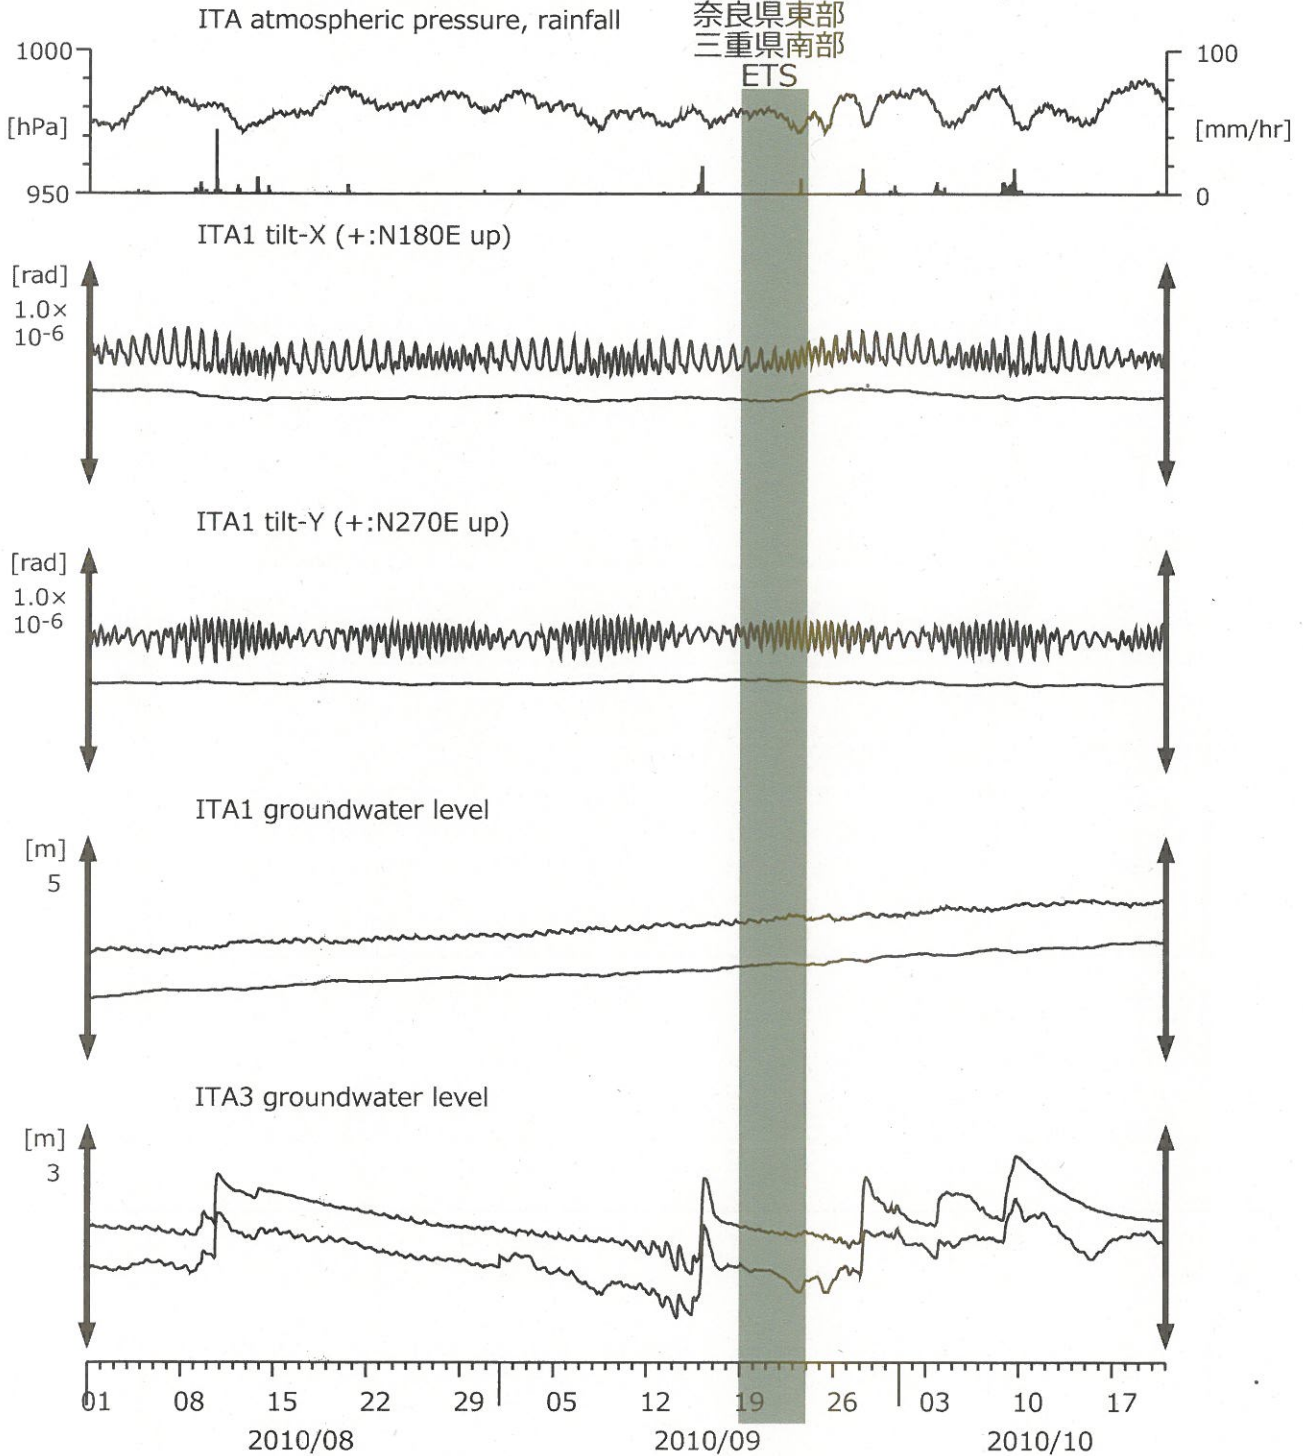 ITA atmospheric pressure, rainfall
奈良県東部
三重県南部
ETS
1000
100
[hPa]
[mm/hr]
950
0
ITA1 tilt-X (+:N180E up)
[rad]
1.0×
10-6
ITA1 tilt-Y (+:N270E up)
[rad]
1.0×
10-6
ITA1 groundwater level
[m]
5
ITA3 groundwater level
[m]
3
01 08 15 22 29 05 12 19 26 03 10 17
2010/08 2010/09 2010/10